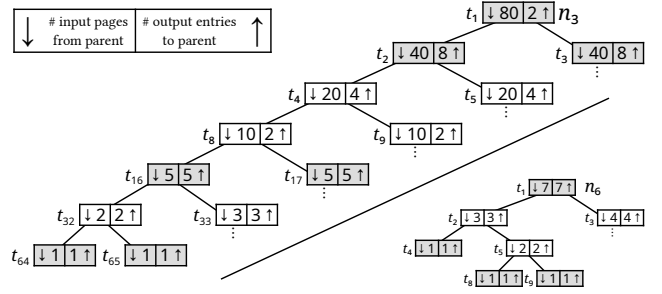 ↓ # input pages from parent # output entries to parent ↑
t1 ↓ 80 2 ↑ n3
t2 ↓ 40 8 ↑ t3 ↓ 40 8 ↑
⋮
t4 ↓ 20 4 ↑ t5 ↓ 20 4 ↑
⋮
t8 ↓ 10 2 ↑ t9 ↓ 10 2 ↑
⋮
t16 ↓ 5 5 ↑ t17 ↓ 5 5 ↑
⋮
t32 ↓ 2 2 ↑ t33 ↓ 3 3 ↑
⋮
t64 ↓ 1 1 ↑ t65 ↓ 1 1 ↑
t1 ↓ 7 7 ↑ n6
t2 ↓ 3 3 ↑ t3 ↓ 4 4 ↑
⋮
t4 ↓ 1 1 ↑ t5 ↓ 2 2 ↑
t8 ↓ 1 1 ↑ t9 ↓ 1 1 ↑